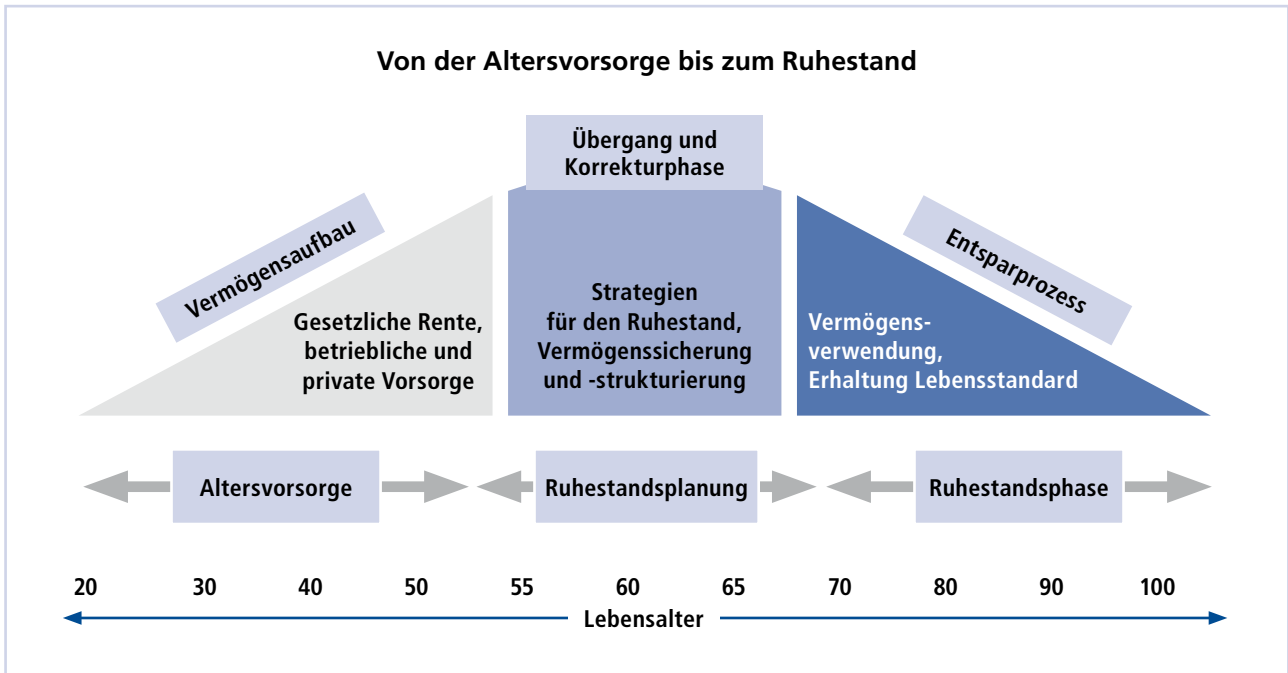 Von der Altersvorsorge bis zum Ruhestand
Übergang und
Korrekturphase
Vermögensaufbau
Entsparprozess
Gesetzliche Rente,
betriebliche und
private Vorsorge
Strategien
für den Ruhestand,
Vermögenssicherung
und -strukturierung
Vermögens-
verwendung,
Erhaltung Lebensstandard
Altersvorsorge
Ruhestandsplanung
Ruhestandsphase
20 30 40 50 55 60 65 70 80 90 100
Lebensalter